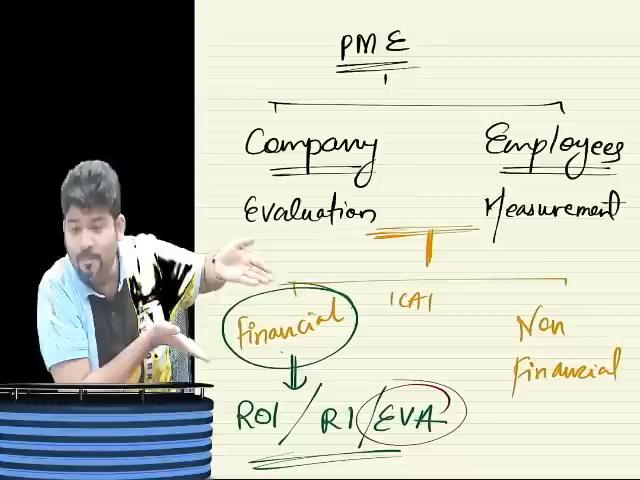 PME
Company Employees
Evaluation Measurement
ICAI
Financial Non
Financial
ROI / RI / EVA